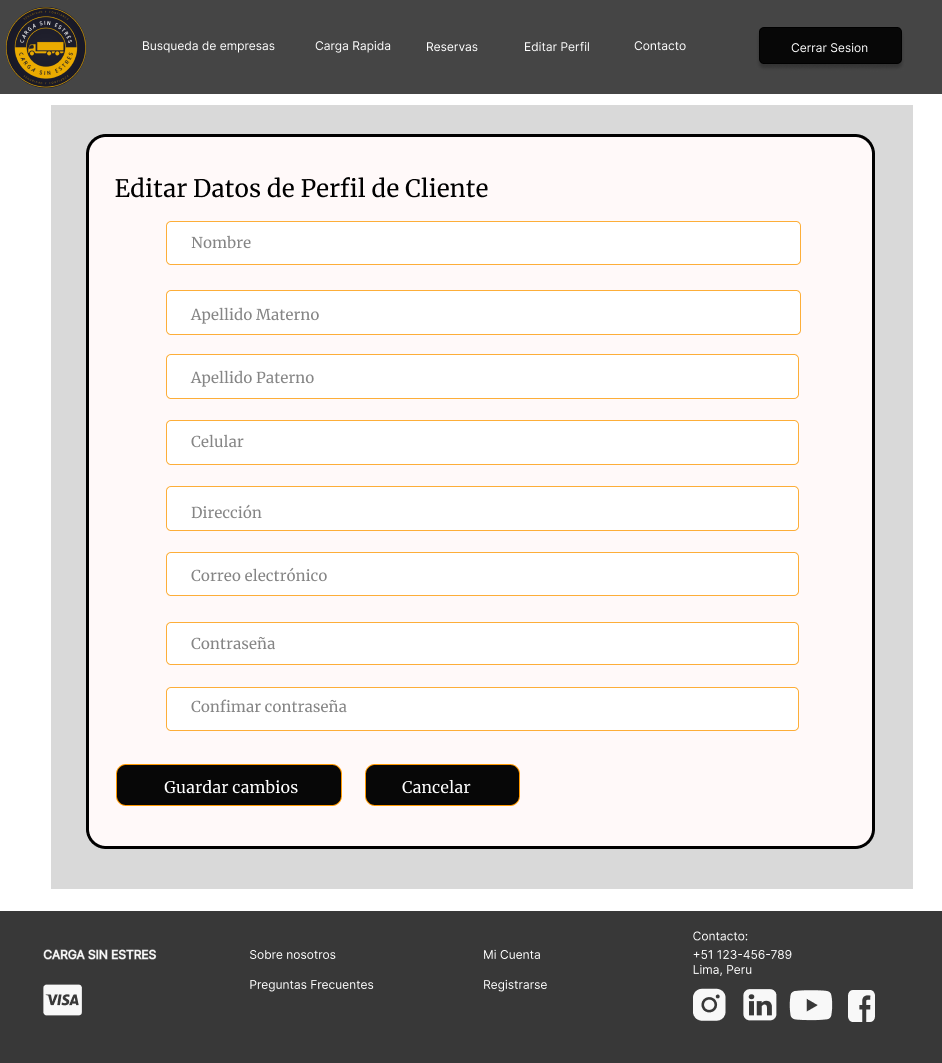 CARGA SIN ESTRES
CARGA SIN ESTRES
Busqueda de empresas
Carga Rapida
Reservas
Editar Perfil
Contacto
Cerrar Sesion
Editar Datos de Perfil de Cliente
Nombre
Apellido Materno
Apellido Paterno
Celular
Dirección
Correo electrónico
Contraseña
Confimar contraseña
Guardar cambios
Cancelar
CARGA SIN ESTRES
VISA
Sobre nosotros
Preguntas Frecuentes
Mi Cuenta
Registrarse
Contacto:
+51 123-456-789
Lima, Peru
in